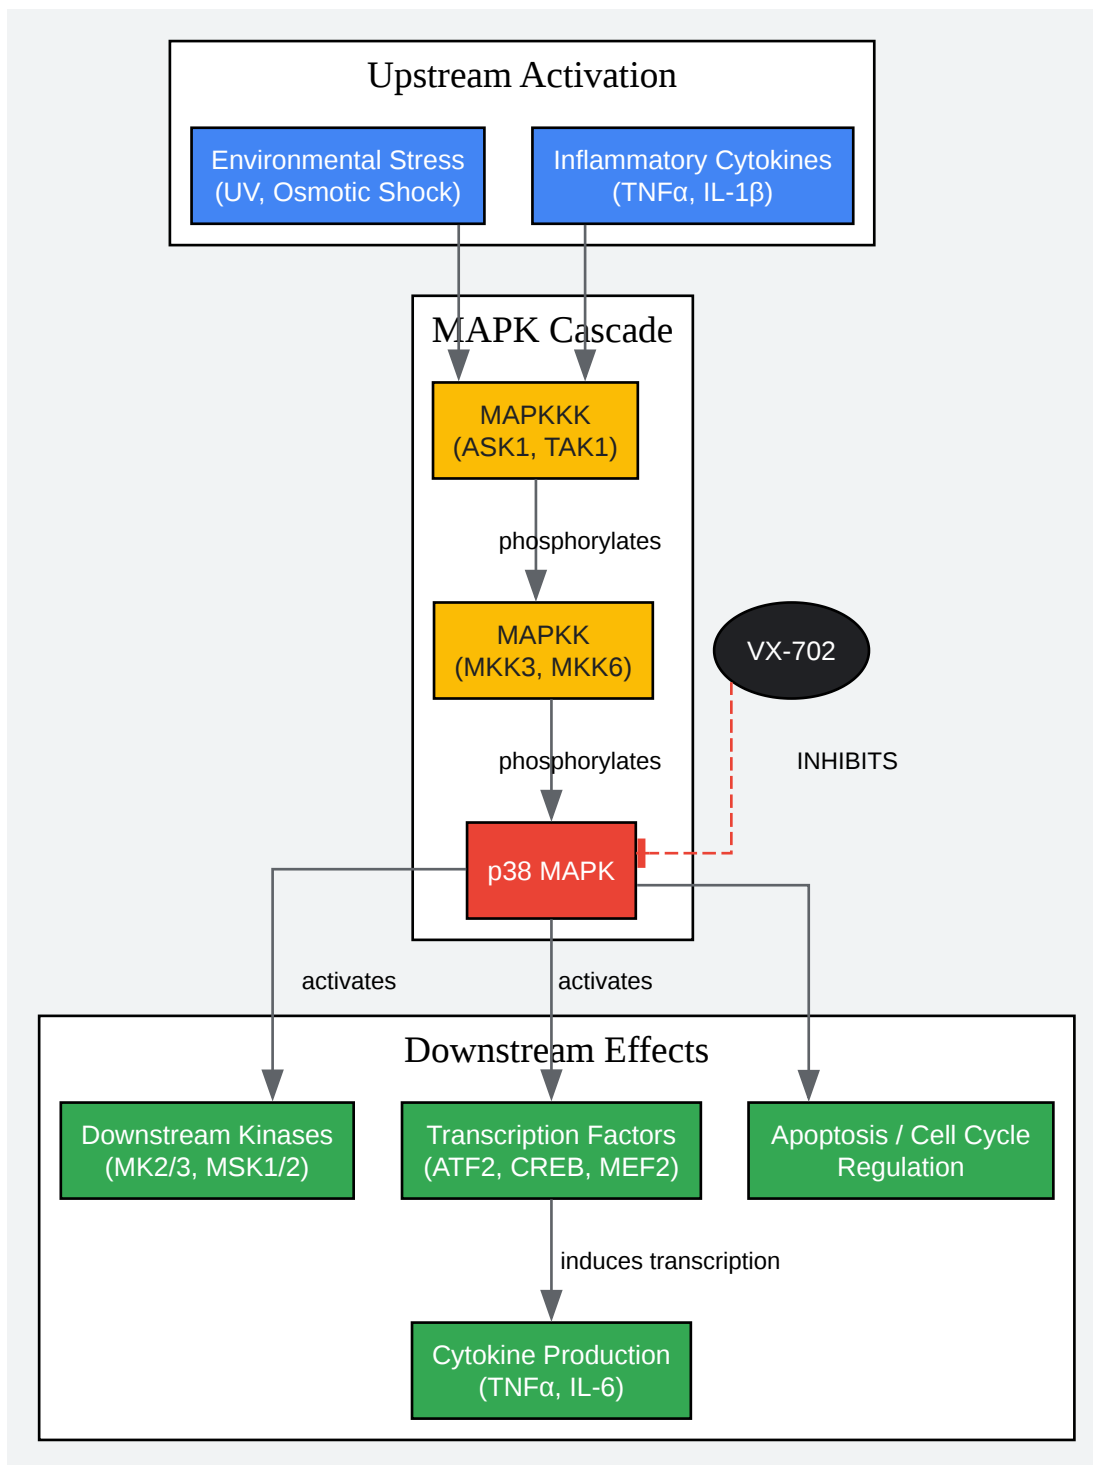 Upstream Activation
Environmental Stress
(UV, Osmotic Shock)
Inflammatory Cytokines
(TNFα, IL-1β)
MAPK Cascade
MAPKKK
(ASK1, TAK1)
phosphorylates
MAPKK
(MKK3, MKK6)
VX-702
phosphorylates
INHIBITS
p38 MAPK
activates
activates
Downstream Effects
Downstream Kinases
(MK2/3, MSK1/2)
Transcription Factors
(ATF2, CREB, MEF2)
Apoptosis / Cell Cycle
Regulation
induces transcription
Cytokine Production
(TNFα, IL-6)